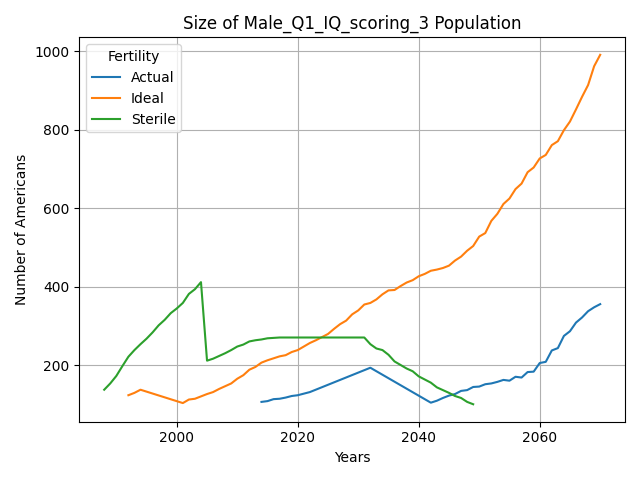 Size of Male_Q1_IQ_scoring_3 Population
Fertility
Actual
Ideal
Sterile
Number of Americans
1000
800
600
400
200
2000
2020
2040
2060
Years